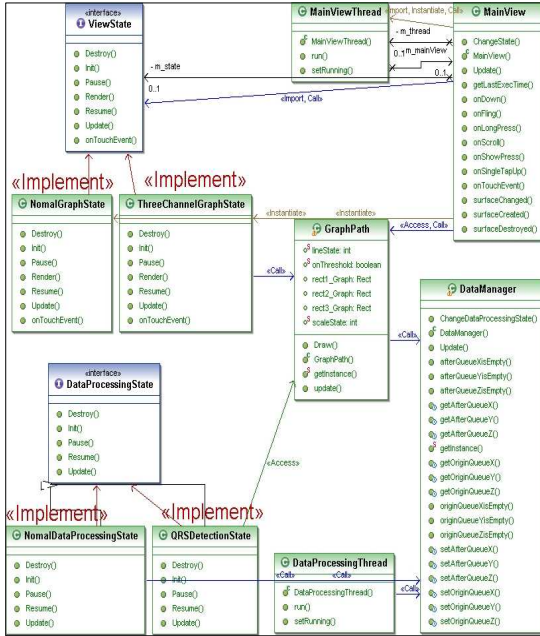 «interface»
ViewState
Destroy()
Init()
Pause()
Render()
Resume()
Update()
onTouchEvent()
MainViewThread
MainViewThread()
run()
setRunning()
MainView
ChangeState()
MainView()
Update()
getLastExecTime()
onDown()
onFling()
onLongPress()
onScroll()
onShowPress()
onSingleTapUp()
onTouchEvent()
surfaceChanged()
surfaceCreated()
surfaceDestroyed()
«Import, Instantiate, Call»
- m_thread
0..1
m_mainView
- m_state
0..1
0..1
«Import, Call»
«Implement»
«Implement»
NomalGraphState
Destroy()
Init()
Pause()
Render()
Resume()
Update()
onTouchEvent()
ThreeChannelGraphState
Destroy()
Init()
Pause()
Render()
Resume()
Update()
onTouchEvent()
«Instantiate»
«Instantiate»
«Access, Call»
«Call»
GraphPath
lineState: int
onThreshold: boolean
rect1_Graph: Rect
rect2_Graph: Rect
rect3_Graph: Rect
scaleState: int
Draw()
GraphPath()
getInstance()
update()
«Call»
DataManager
ChangeDataProcessingState()
DataManager()
Update()
afterQueueXisEmpty()
afterQueueYisEmpty()
afterQueueZisEmpty()
getAfterQueueX()
getAfterQueueY()
getAfterQueueZ()
getInstance()
getOriginQueueX()
getOriginQueueY()
getOriginQueueZ()
originQueueXisEmpty()
originQueueYisEmpty()
originQueueZisEmpty()
setAfterQueueX()
setAfterQueueY()
setAfterQueueZ()
setOriginQueueX()
setOriginQueueY()
setOriginQueueZ()
«interface»
DataProcessingState
Destroy()
Init()
Pause()
Resume()
Update()
«Access»
«Implement»
«Implement»
NomalDataProcessingState
Destroy()
Init()
Pause()
Resume()
Update()
QRSDetectionState
Destroy()
Init()
Pause()
Resume()
Update()
DataProcessingThread
DataProcessingThread()
run()
setRunning()
«Call»
«Call»
«Call»